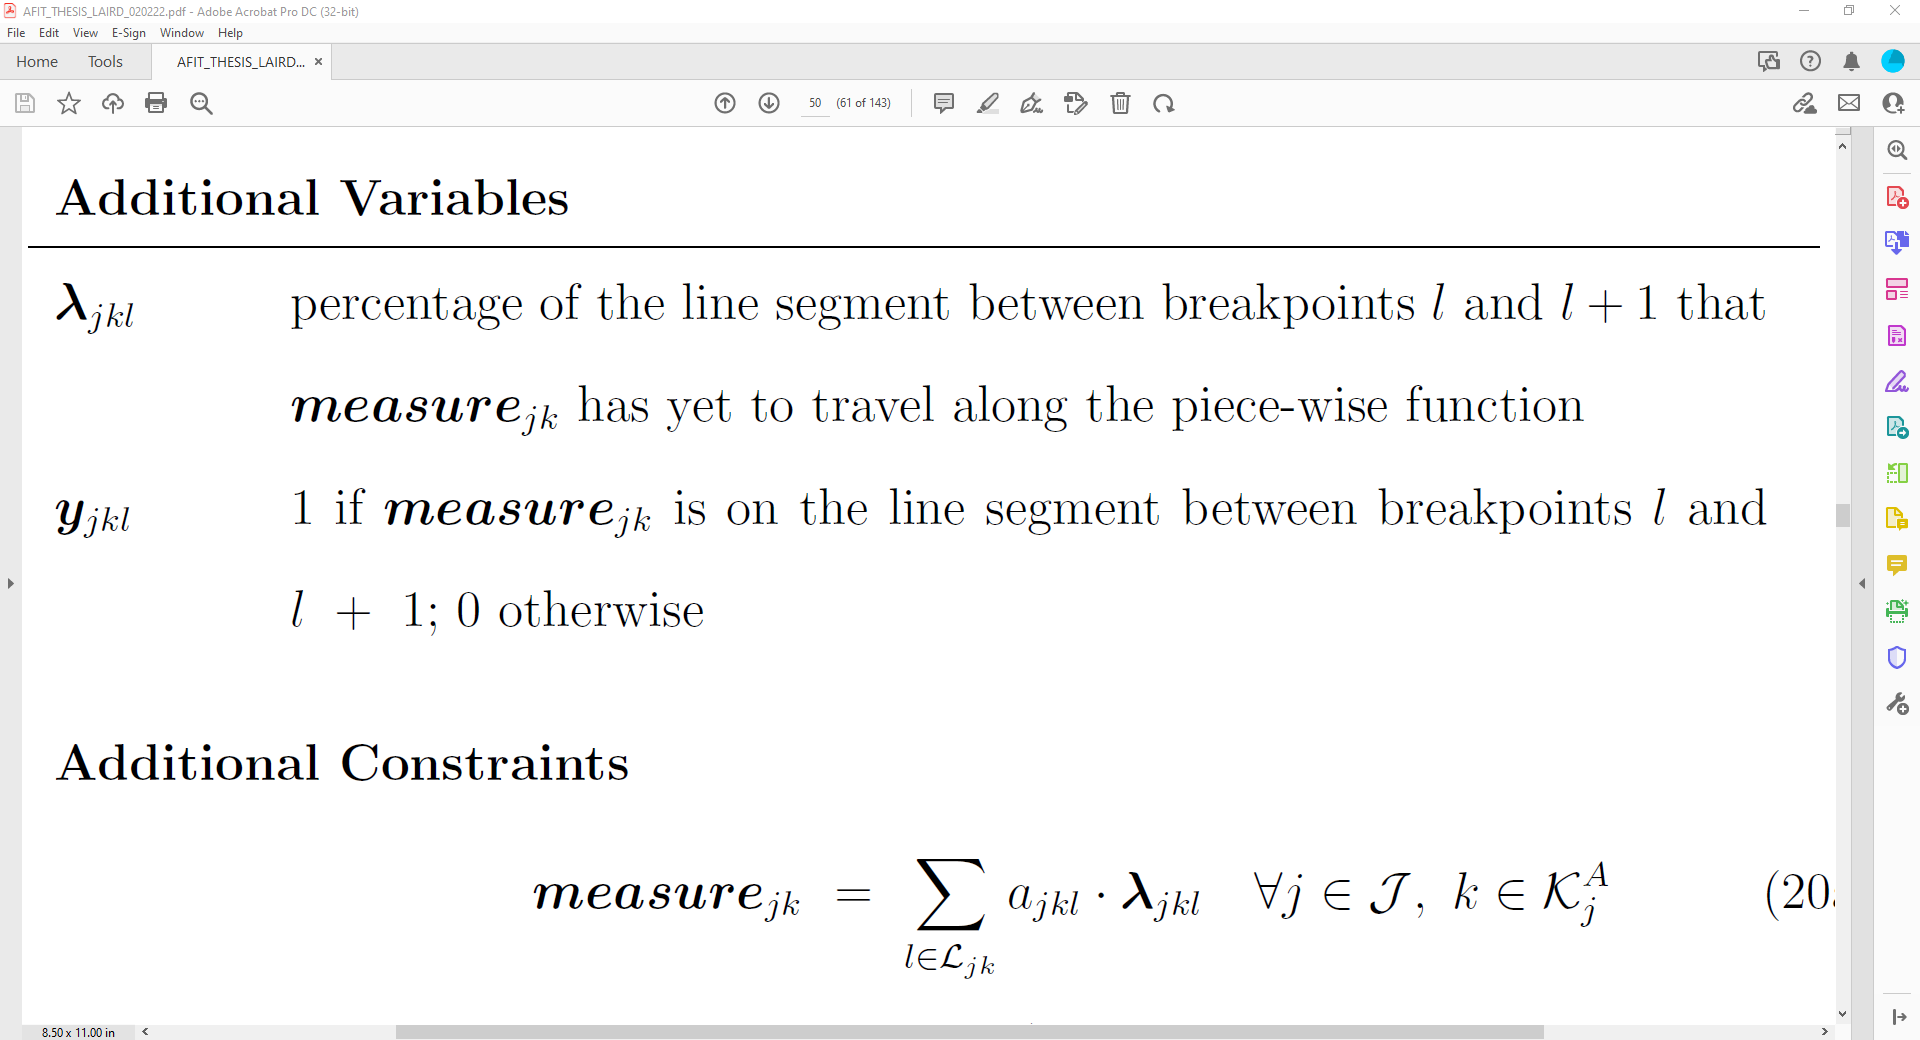 AFIT_THESIS_LAIRD_020222.pdf - Adobe Acrobat Pro DC (32-bit)
File Edit View E-Sign Window Help
Home Tools AFIT_THESIS_LAIRD... ×
50 (61 of 143)
Additional Variables
λjkl percentage of the line segment between breakpoints l and l + 1 that
measurejk has yet to travel along the piece-wise function
yjkl 1 if measurejk is on the line segment between breakpoints l and
l + 1; 0 otherwise
Additional Constraints
measurejk = ∑ ajkl · λjkl ∀j ∈ 𝒥, k ∈ 𝒦jA (20
l∈ℒjk
8.50 x 11.00 in